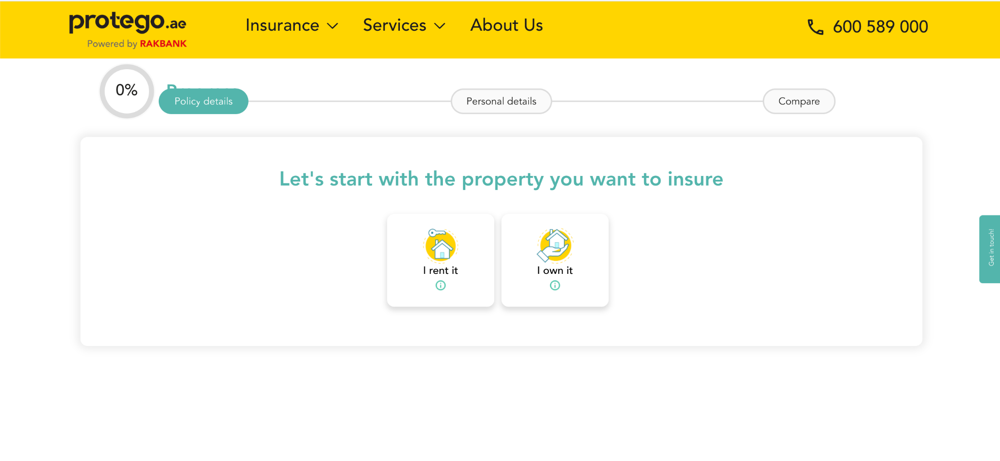 protego.ae
Powered by RAKBANK
Insurance
Services
About Us
600 589 000
0%
Policy details
Personal details
Compare
Let's start with the property you want to insure
I rent it
I own it
Get in touch!